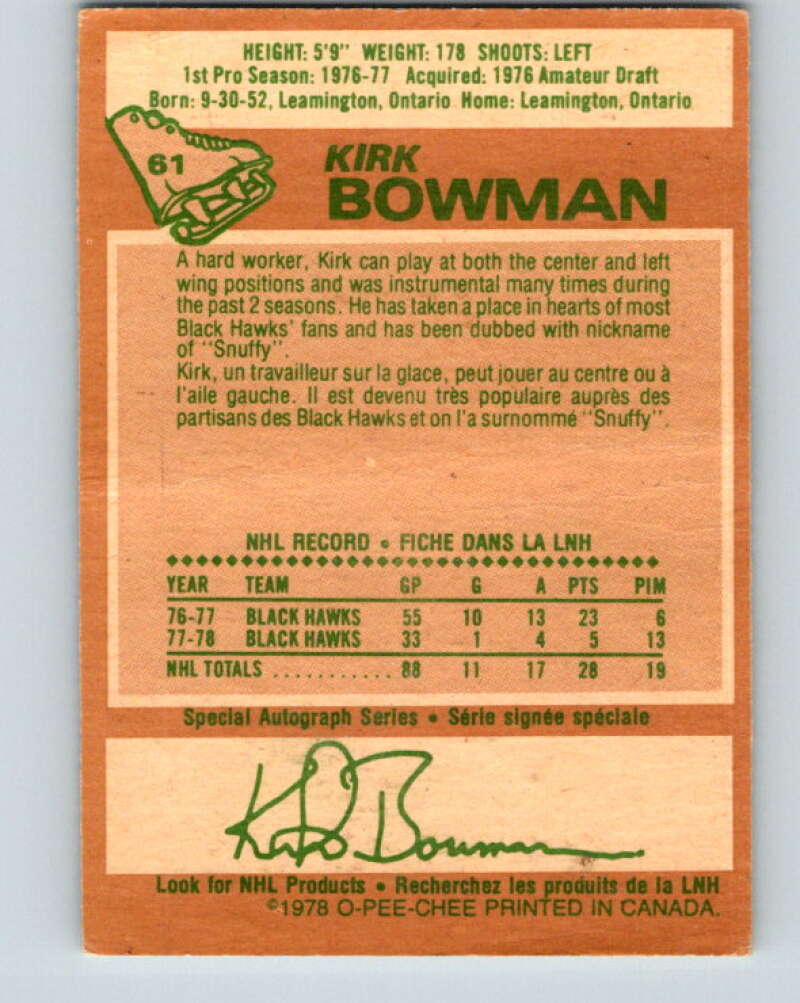 HEIGHT: 5'9" WEIGHT: 178 SHOOTS: LEFT
1st Pro Season: 1976-77 Acquired: 1976 Amateur Draft
Born: 9-30-52, Leamington, Ontario Home: Leamington, Ontario
61
KIRK
BOWMAN
A hard worker, Kirk can play at both the center and left
wing positions and was instrumental many times during
the past 2 seasons. He has taken a place in hearts of most
Black Hawks' fans and has been dubbed with nickname
of "Snuffy".
Kirk, un travailleur sur la glace, peut jouer au centre ou à
l'aile gauche. Il est devenu très populaire auprès des
partisans des Black Hawks et on l'a surnommé "Snuffy".
NHL RECORD • FICHE DANS LA LNH
YEAR TEAM GP G A PTS PIM
76-77 BLACK HAWKS 55 10 13 23 6
77-78 BLACK HAWKS 33 1 4 5 13
NHL TOTALS ........... 88 11 17 28 19
Special Autograph Series • Série signée spéciale
Kirk Bowman
Look for NHL Products • Recherchez les produits de la LNH
©1978 O-PEE-CHEE PRINTED IN CANADA.